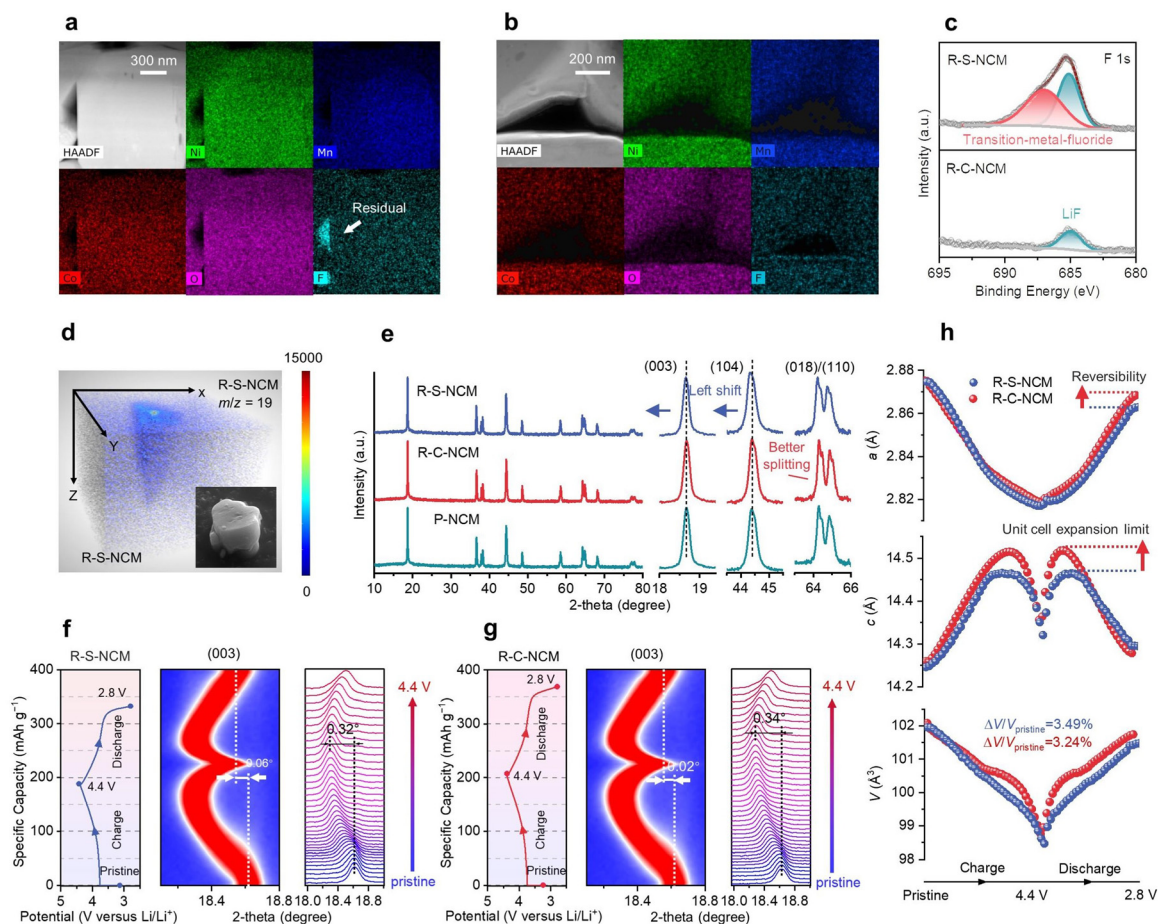 a
300 nm
HAADF
Ni
Mn
Co
O
F
Residual
b
200 nm
HAADF
Ni
Mn
Co
O
F
c
R-S-NCM
F 1s
Transition-metal-fluoride
R-C-NCM
LiF
Intensity (a.u.)
695 690 685 680
Binding Energy (eV)
d
15000
R-S-NCM
m/z = 19
x
Y
Z
R-S-NCM
0
e
(003) (104) (018)/(110)
R-S-NCM
Left shift
R-C-NCM
Better
splitting
P-NCM
Intensity (a.u.)
10 20 30 40 50 60 70 80 18 19 44 45 64 66
2-theta (degree)
f
R-S-NCM
(003)
400
300
200
100
0
Specific Capacity (mAh g⁻¹)
2.8 V
Discharge
4.4 V
Charge
Pristine
5 4 3
Potential (V versus Li/Li⁺)
0.06°
18.4 18.8
2-theta (degree)
0.32°
18.0 18.4 18.8
4.4 V
pristine
g
R-C-NCM
(003)
400
300
200
100
0
Specific Capacity (mAh g⁻¹)
2.8 V
Discharge
4.4 V
Charge
Pristine
5 4 3
Potential (V versus Li/Li⁺)
0.02°
18.4 18.8
2-theta (degree)
0.34°
18.0 18.4 18.8
4.4 V
pristine
h
R-S-NCM
R-C-NCM
Reversibility
2.88
2.86
2.84
2.82
2.80
a (Å)
Unit cell expansion limit
14.5
14.4
14.3
14.2
c (Å)
ΔV/Vpristine=3.49%
ΔV/Vpristine=3.24%
102
101
100
99
98
V (Å³)
Charge Discharge
Pristine 4.4 V 2.8 V